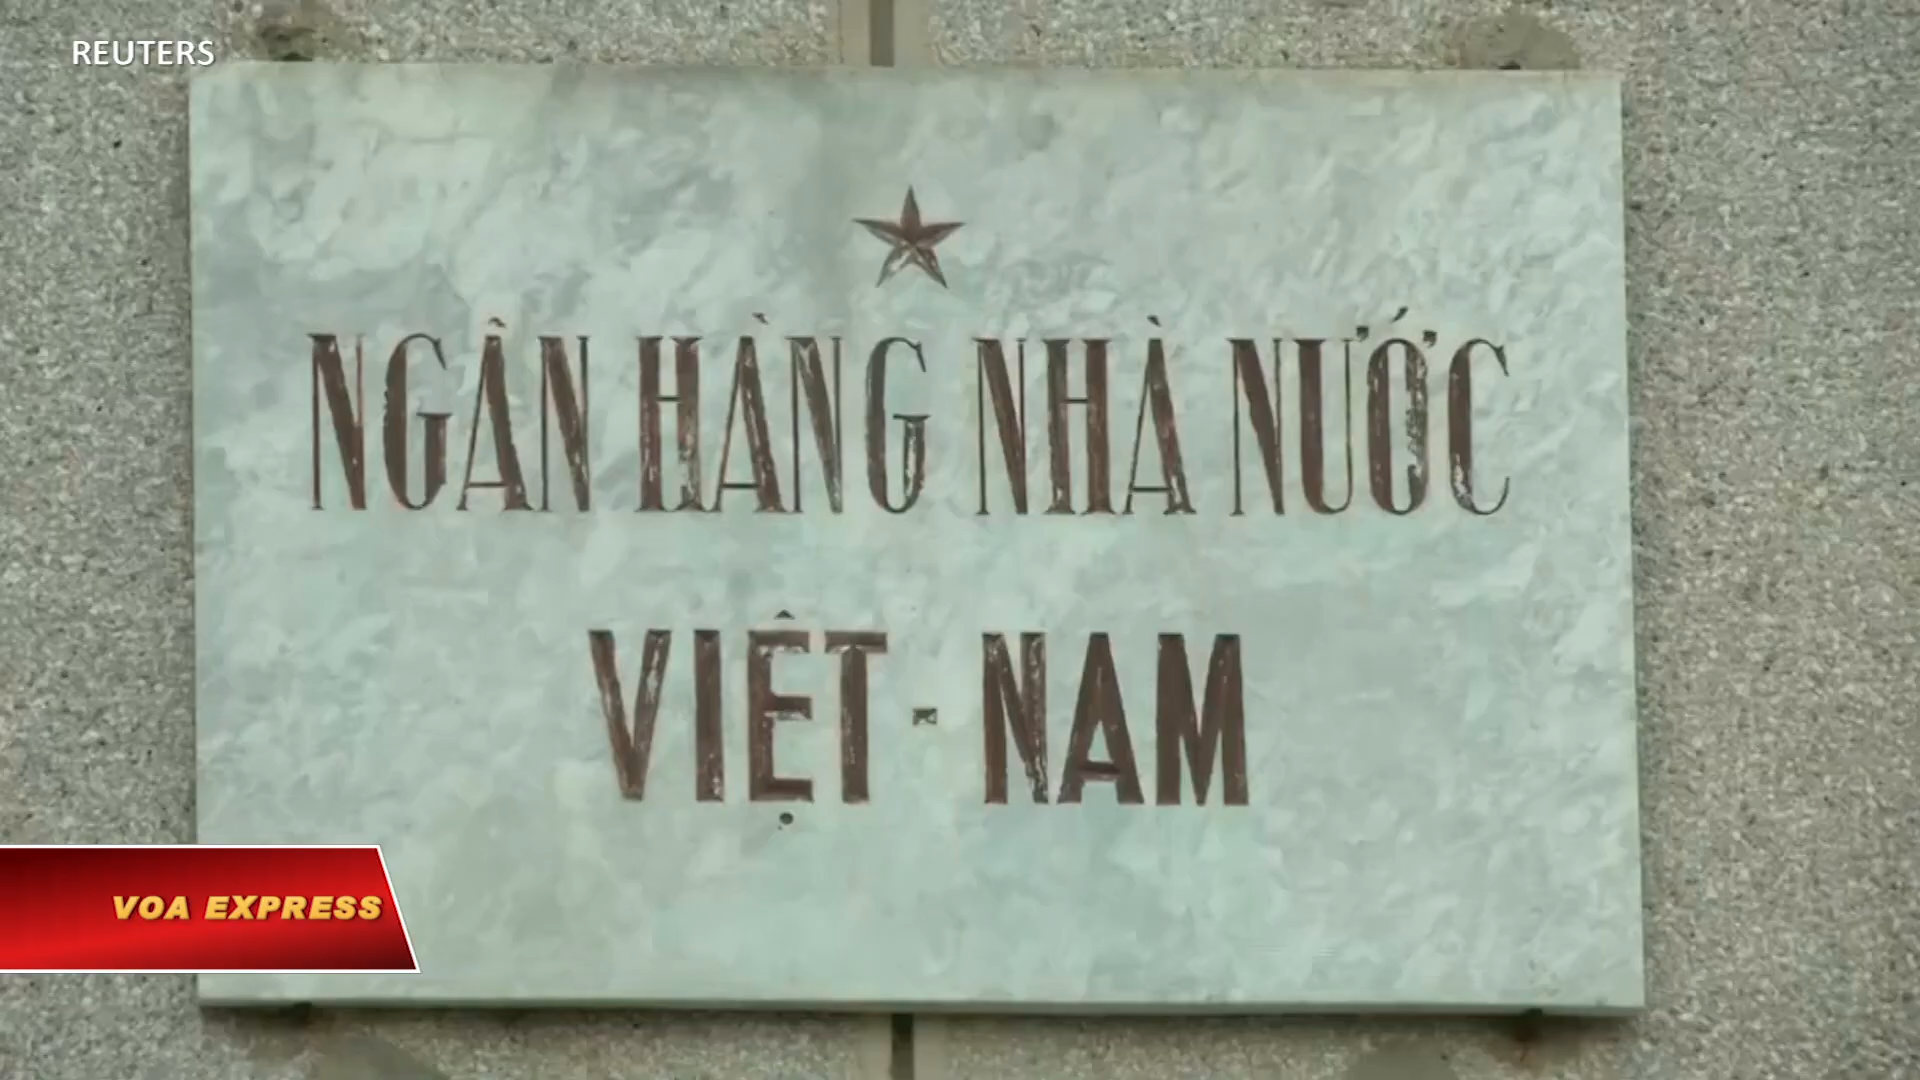 REUTERS
NGÂN HÀNG NHÀ NƯỚC
VIỆT - NAM
VOA EXPRESS